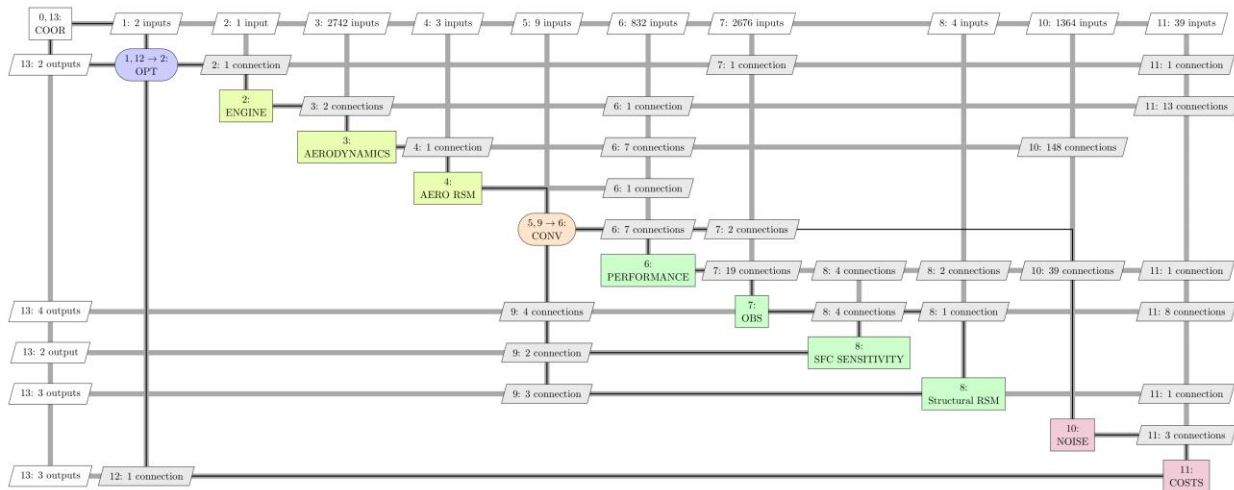 0, 13:
COOR
1: 2 inputs
2: 1 input
3: 2742 inputs
4: 3 inputs
5: 9 inputs
6: 832 inputs
7: 2676 inputs
8: 4 inputs
10: 1364 inputs
11: 39 inputs
13: 2 outputs
1, 12 → 2:
OPT
2: 1 connection
7: 1 connection
11: 1 connection
2:
ENGINE
3: 2 connections
6: 1 connection
11: 13 connections
3:
AERODYNAMICS
4: 1 connection
6: 7 connections
10: 148 connections
4:
AERO RSM
6: 1 connection
5, 9 → 6:
CONV
6: 7 connections
7: 2 connections
6:
PERFORMANCE
7: 19 connections
8: 4 connections
8: 2 connections
10: 39 connections
11: 1 connection
13: 4 outputs
9: 4 connections
7:
OBS
8: 4 connections
8: 1 connection
11: 8 connections
13: 2 output
9: 2 connection
8:
SFC SENSITIVITY
13: 3 outputs
9: 3 connection
8:
Structural RSM
11: 1 connection
10:
NOISE
11: 3 connections
13: 3 outputs
12: 1 connection
11:
COSTS